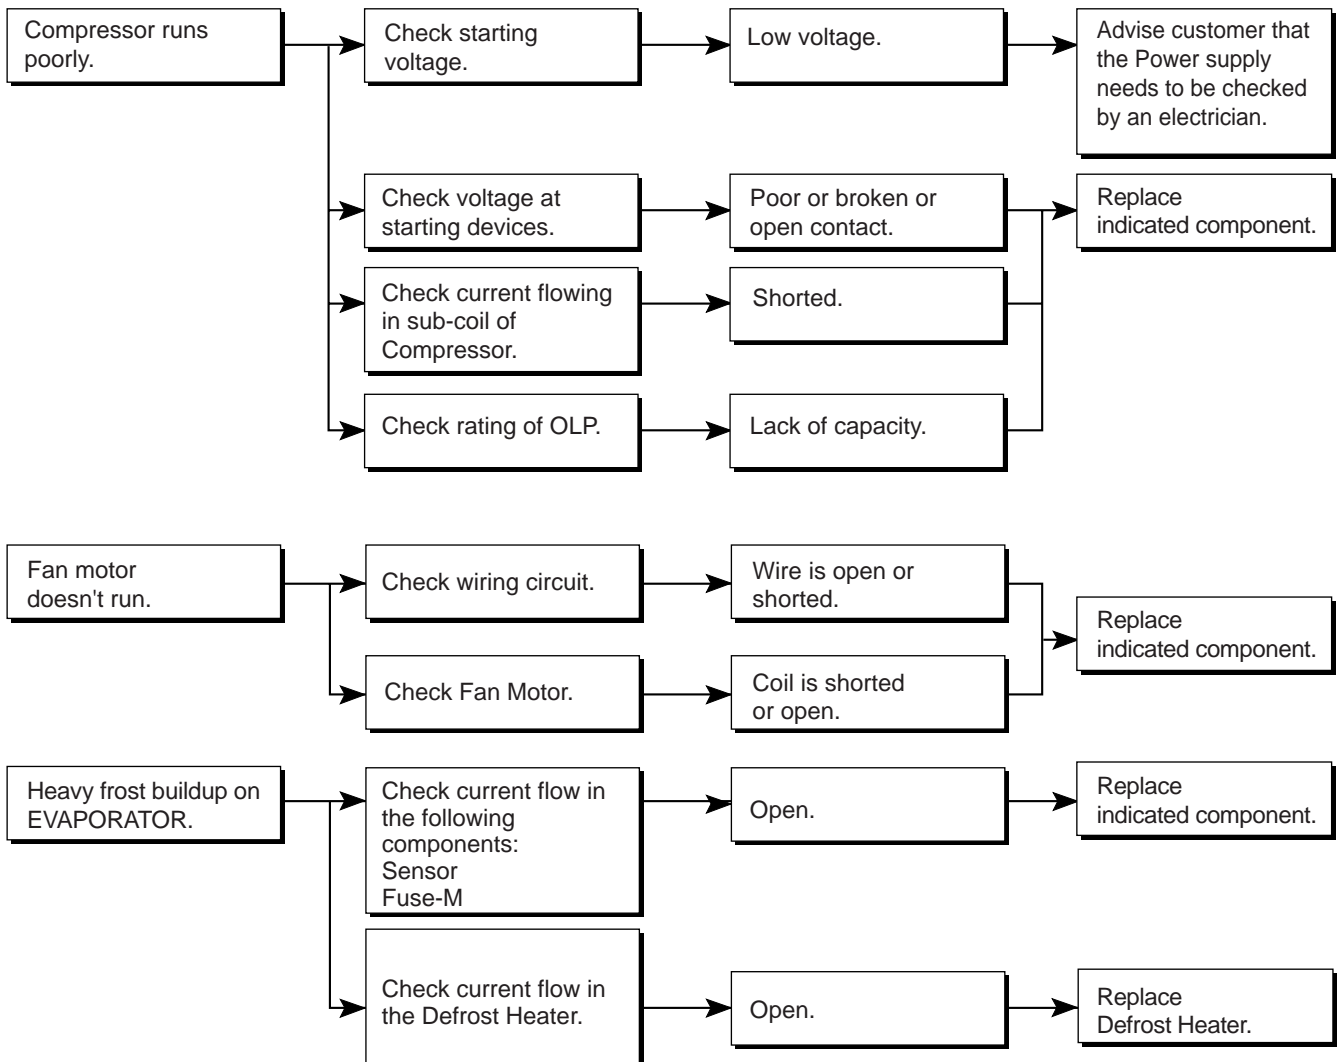 Compressor runs
poorly.
Check starting
voltage.
Low voltage.
Advise customer that
the Power supply
needs to be checked
by an electrician.
Check voltage at
starting devices.
Poor or broken or
open contact.
Replace
indicated component.
Check current flowing
in sub-coil of
Compressor.
Shorted.
Check rating of OLP.
Lack of capacity.
Fan motor
doesn't run.
Check wiring circuit.
Wire is open or
shorted.
Replace
indicated component.
Check Fan Motor.
Coil is shorted
or open.
Heavy frost buildup on
EVAPORATOR.
Check current flow in
the following
components:
Sensor
Fuse-M
Open.
Replace
indicated component.
Check current flow in
the Defrost Heater.
Open.
Replace
Defrost Heater.